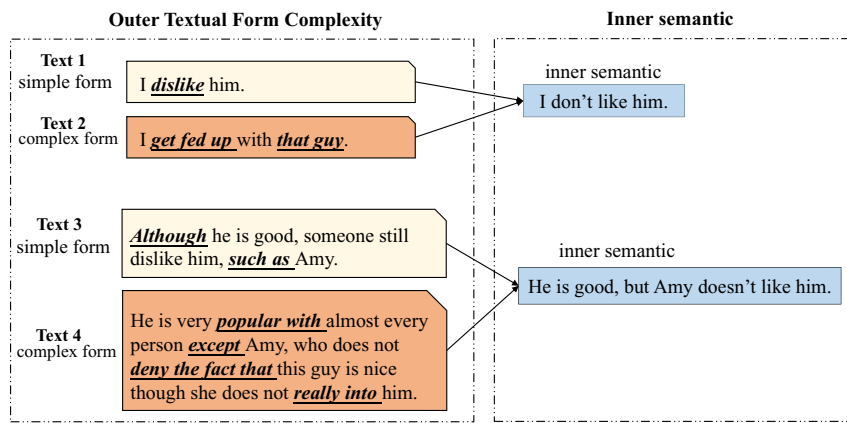 Outer Textual Form Complexity
Inner semantic
Text 1
simple form
I dislike him.
inner semantic
I don't like him.
Text 2
complex form
I get fed up with that guy.
Text 3
simple form
Although he is good, someone still
dislike him, such as Amy.
inner semantic
He is good, but Amy doesn't like him.
Text 4
complex form
He is very popular with almost every
person except Amy, who does not
deny the fact that this guy is nice
though she does not really into him.